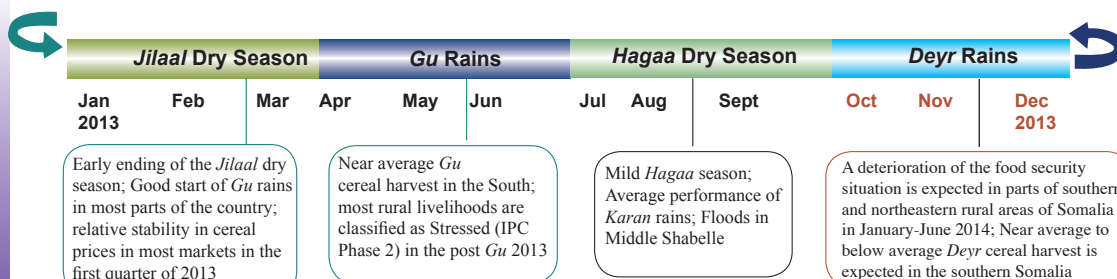 Jilaal Dry Season
Gu Rains
Hagaa Dry Season
Deyr Rains
Jan
2013
Feb
Mar
Apr
May
Jun
Jul
Aug
Sept
Oct
Nov
Dec
2013
Early ending of the Jilaal dry
season; Good start of Gu rains
in most parts of the country;
relative stability in cereal
prices in most markets in the
first quarter of 2013
Near average Gu
cereal harvest in the South;
most rural livelihoods are
classified as Stressed (IPC
Phase 2) in the post Gu 2013
Mild Hagaa season;
Average performance of
Karan rains; Floods in
Middle Shabelle
A deterioration of the food security
situation is expected in parts of southern
and northeastern rural areas of Somalia
in January-June 2014; Near average to
below average Deyr cereal harvest is
expected in the southern Somalia